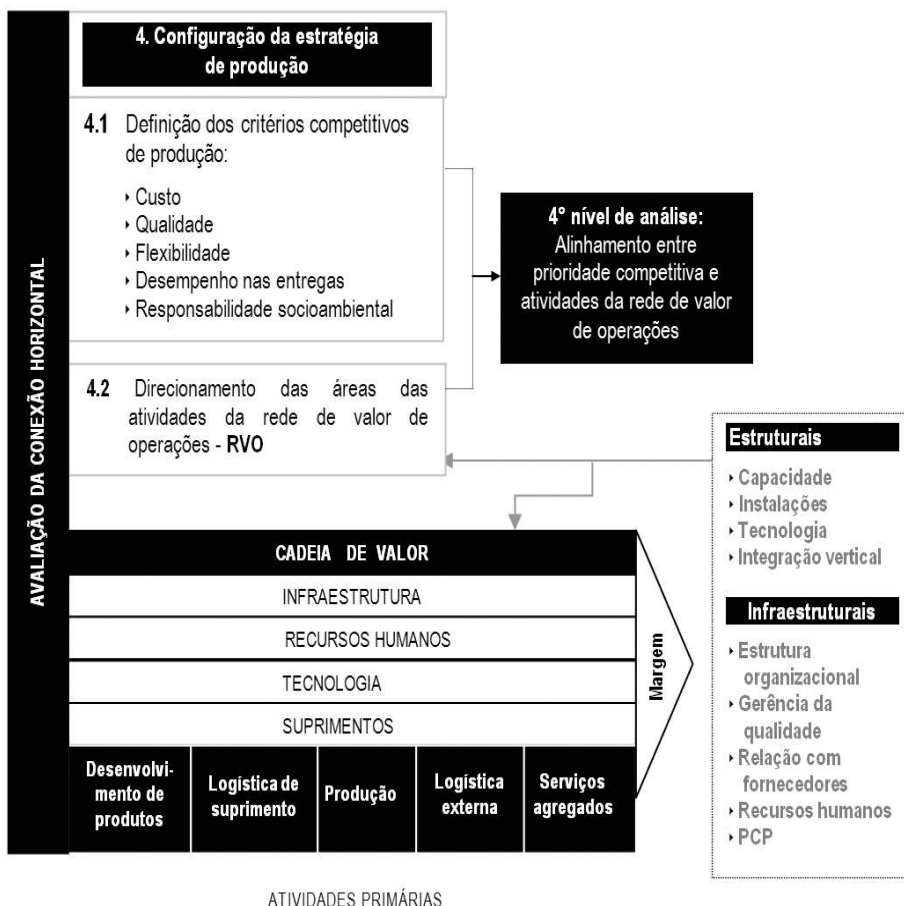 AVALIAÇÃO DA CONEXÃO HORIZONTAL
4. Configuração da estratégia
de produção
4.1 Definição dos critérios competitivos
de produção:
‣ Custo
‣ Qualidade
‣ Flexibilidade
‣ Desempenho nas entregas
‣ Responsabilidade socioambiental
4° nível de análise:
Alinhamento entre
prioridade competitiva e
atividades da rede de valor
de operações
4.2 Direcionamento das áreas das
atividades da rede de valor de
operações - RVO
Estruturais
‣ Capacidade
‣ Instalações
‣ Tecnologia
‣ Integração vertical
Infraestruturais
‣ Estrutura
organizacional
‣ Gerência da
qualidade
‣ Relação com
fornecedores
‣ Recursos humanos
‣ PCP
CADEIA DE VALOR
INFRAESTRUTURA
RECURSOS HUMANOS
TECNOLOGIA
SUPRIMENTOS
Margem
Desenvolvi-
mento de
produtos
Logística de
suprimento
Produção
Logística
externa
Serviços
agregados
ATIVIDADES PRIMÁRIAS